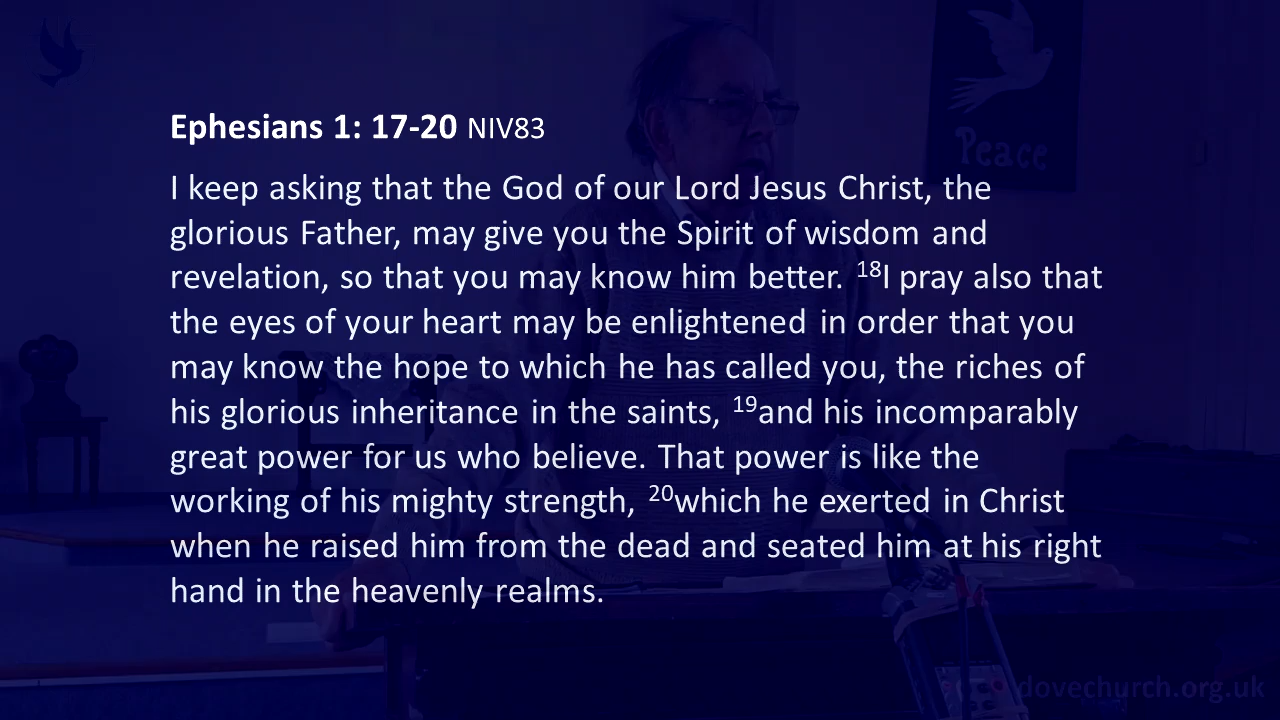 Peace
Ephesians 1: 17-20 NIV83
I keep asking that the God of our Lord Jesus Christ, the
glorious Father, may give you the Spirit of wisdom and
revelation, so that you may know him better. ¹⁸I pray also that
the eyes of your heart may be enlightened in order that you
may know the hope to which he has called you, the riches of
his glorious inheritance in the saints, ¹⁹and his incomparably
great power for us who believe. That power is like the
working of his mighty strength, ²⁰which he exerted in Christ
when he raised him from the dead and seated him at his right
hand in the heavenly realms.
dovechurch.org.uk